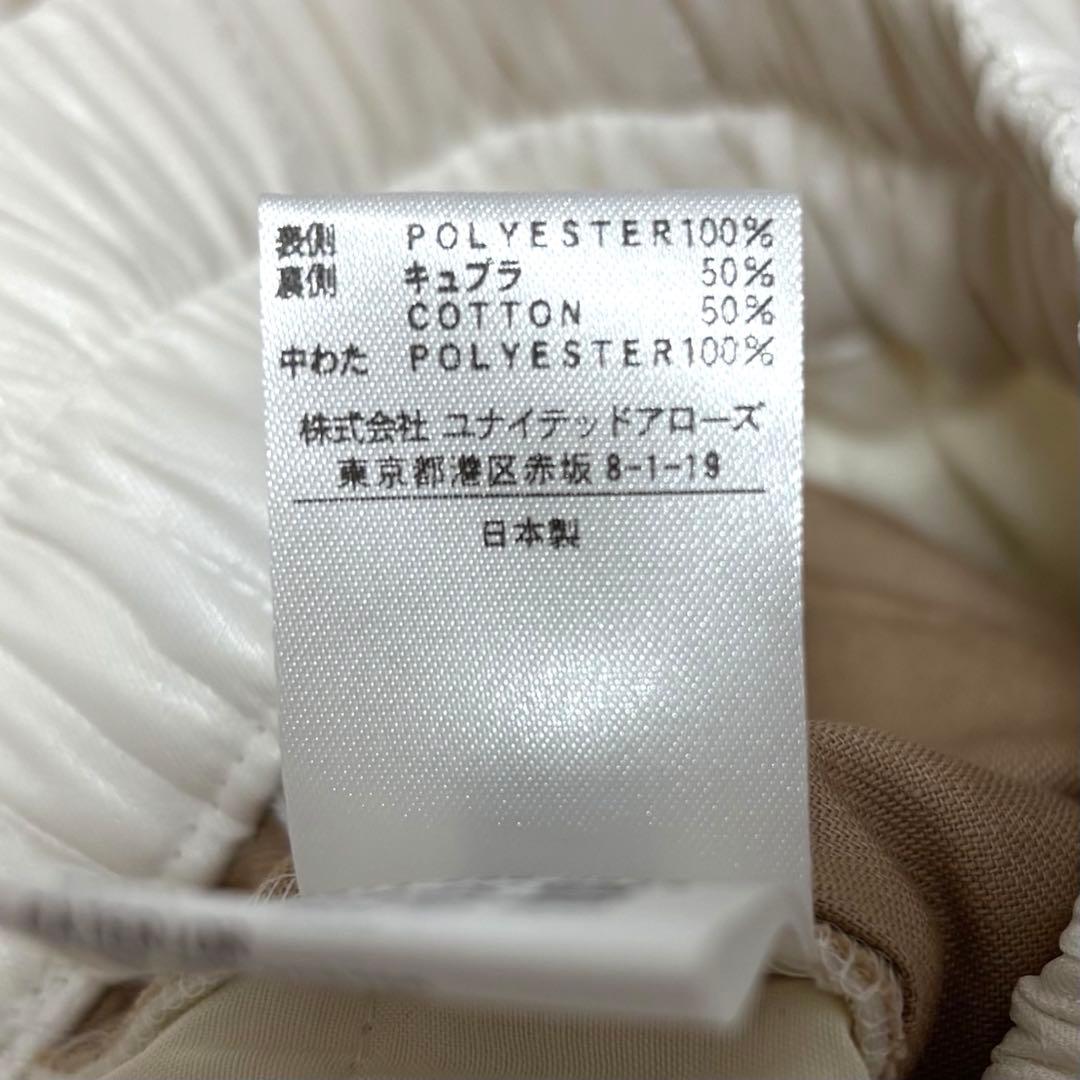 表側 POLYESTER100%
裏側 キュプラ 50%
COTTON 50%
中わた POLYESTER100%
株式会社 ユナイテッドアローズ
東京都港区赤坂 8-1-19
日本製